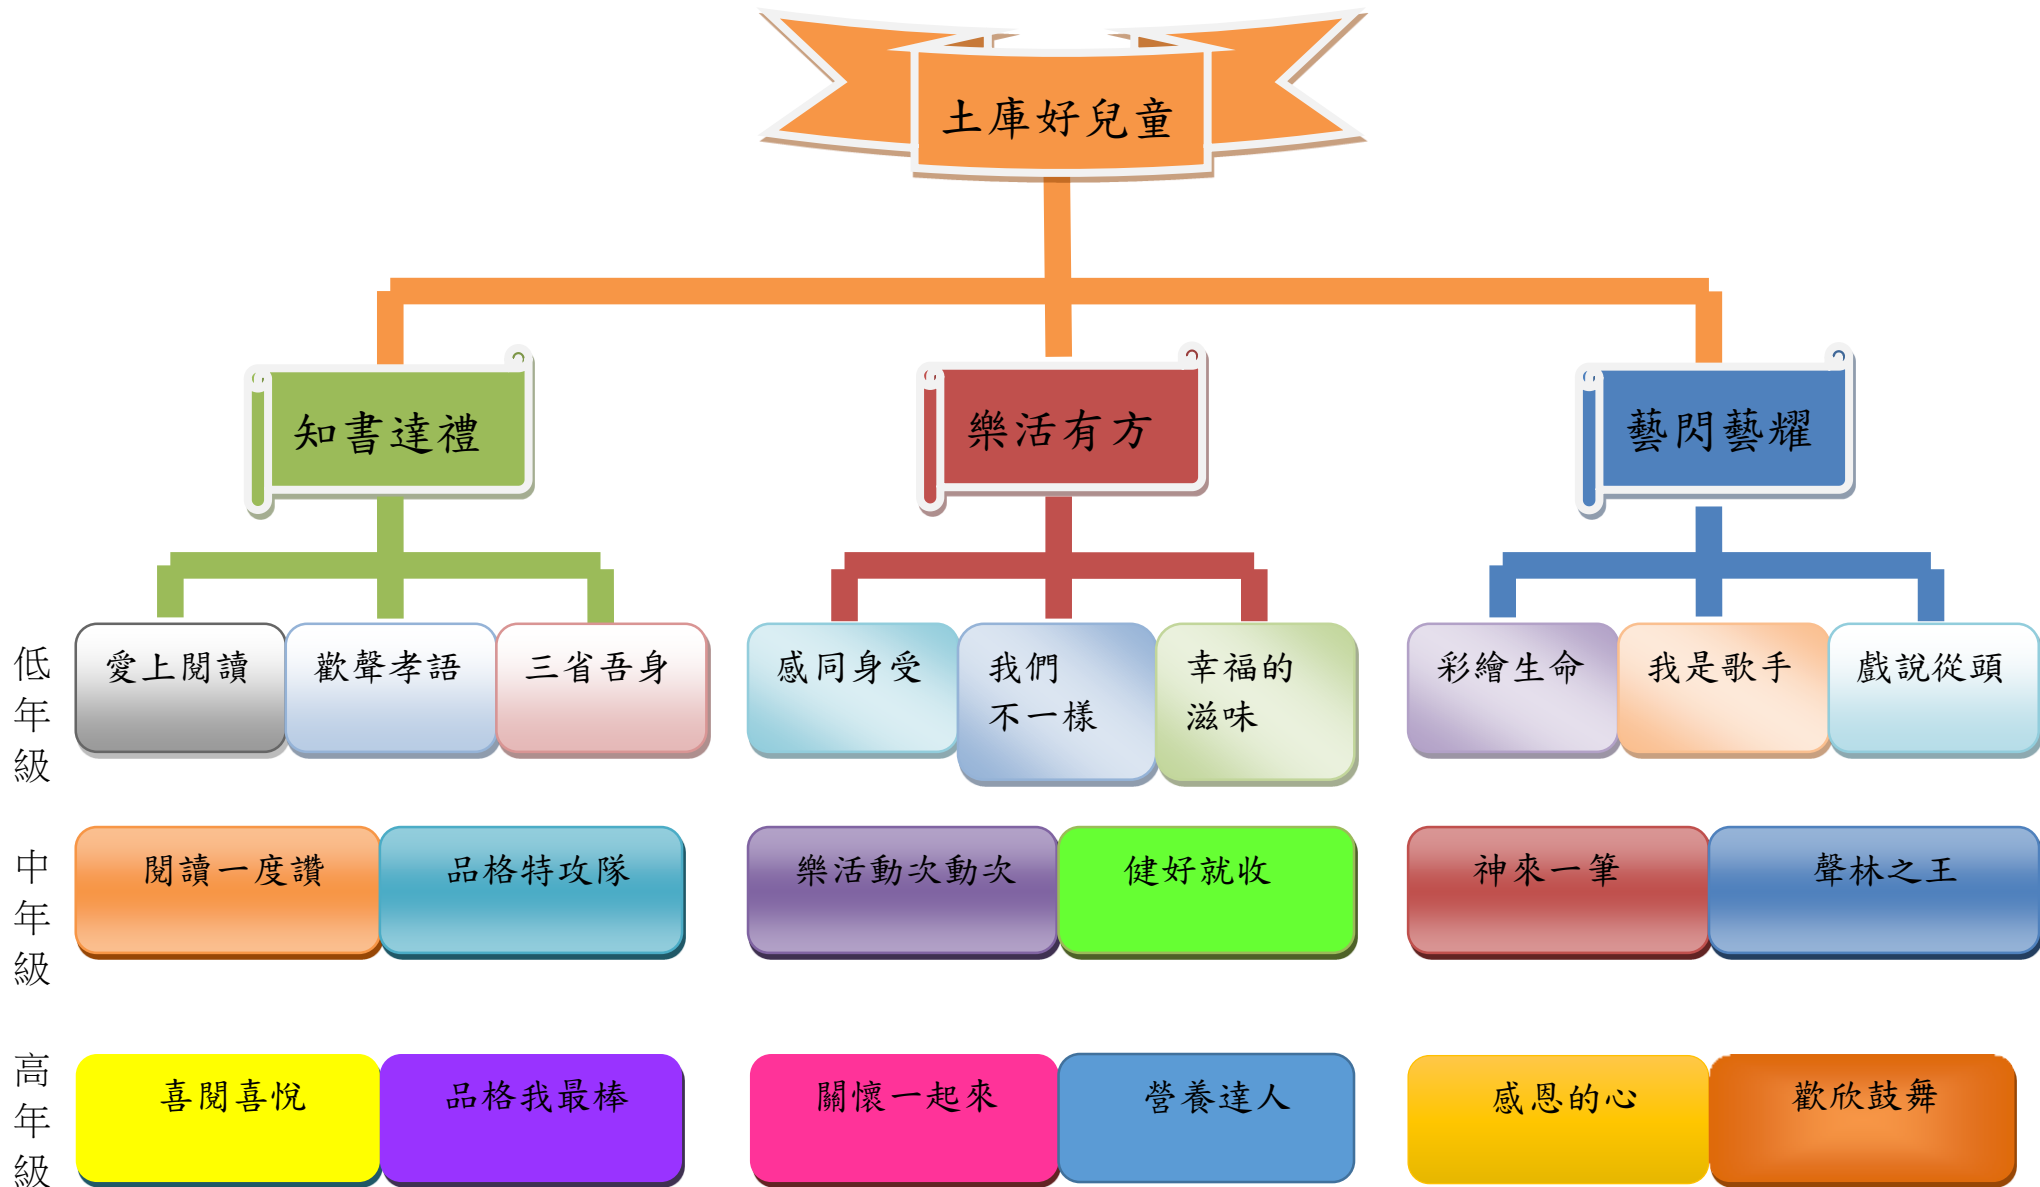 土庫好兒童
知書達禮
樂活有方
藝閃藝耀
低年級
愛上閱讀
歡聲孝語
三省吾身
感同身受
我們
不一樣
幸福的
滋味
彩繪生命
我是歌手
戲說從頭
中年級
閱讀一度讚
品格特攻隊
樂活動次動次
健好就收
神來一筆
聲林之王
高年級
喜閱喜悅
品格我最棒
關懷一起來
營養達人
感恩的心
歡欣鼓舞